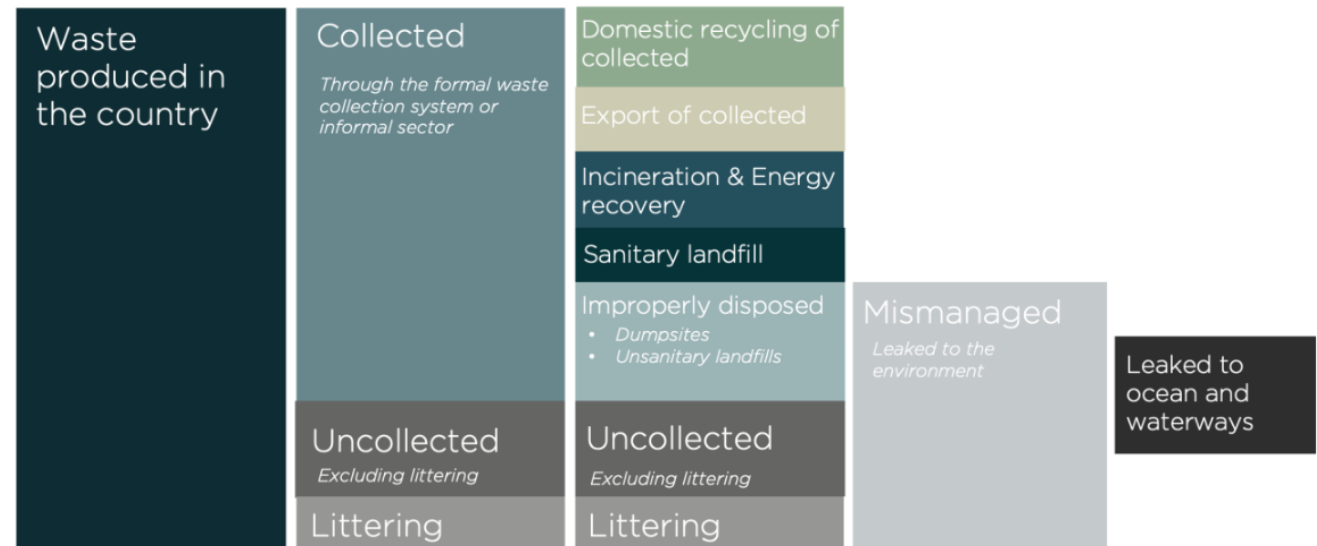 Waste
produced in
the country
Collected
Through the formal waste
collection system or
informal sector
Uncollected
Excluding littering
Littering
Domestic recycling of
collected
Export of collected
Incineration & Energy
recovery
Sanitary landfill
Improperly disposed
• Dumpsites
• Unsanitary landfills
Uncollected
Excluding littering
Littering
Mismanaged
Leaked to the
environment
Leaked to
ocean and
waterways